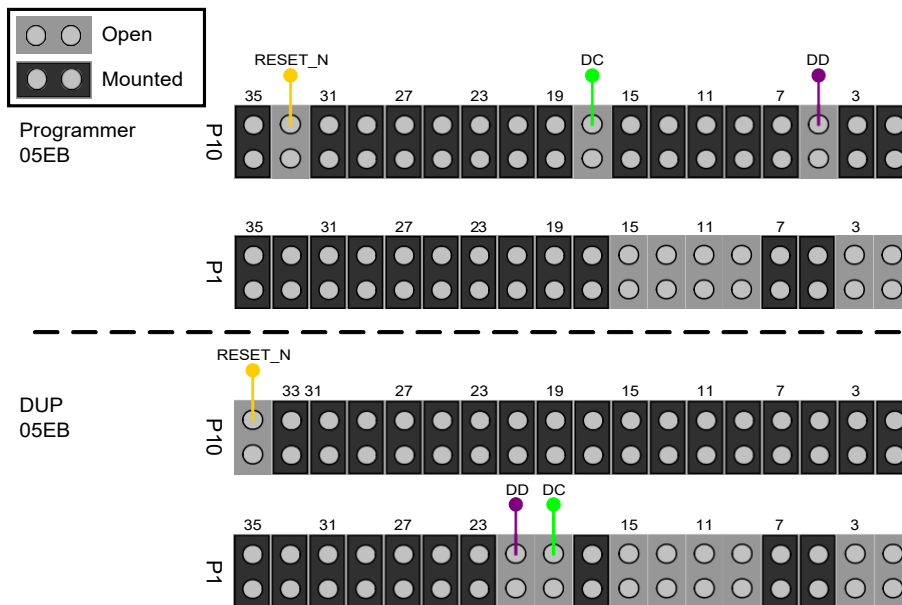 Open
Mounted
RESET_N DC DD
35 31 27 23 19 15 11 7 3
Programmer
05EB
P10
35 31 27 23 19 15 11 7 3
P1
RESET_N
33 31 27 23 19 15 11 7 3
DUP
05EB
P10
DD DC
35 31 27 23 15 11 7 3
P1